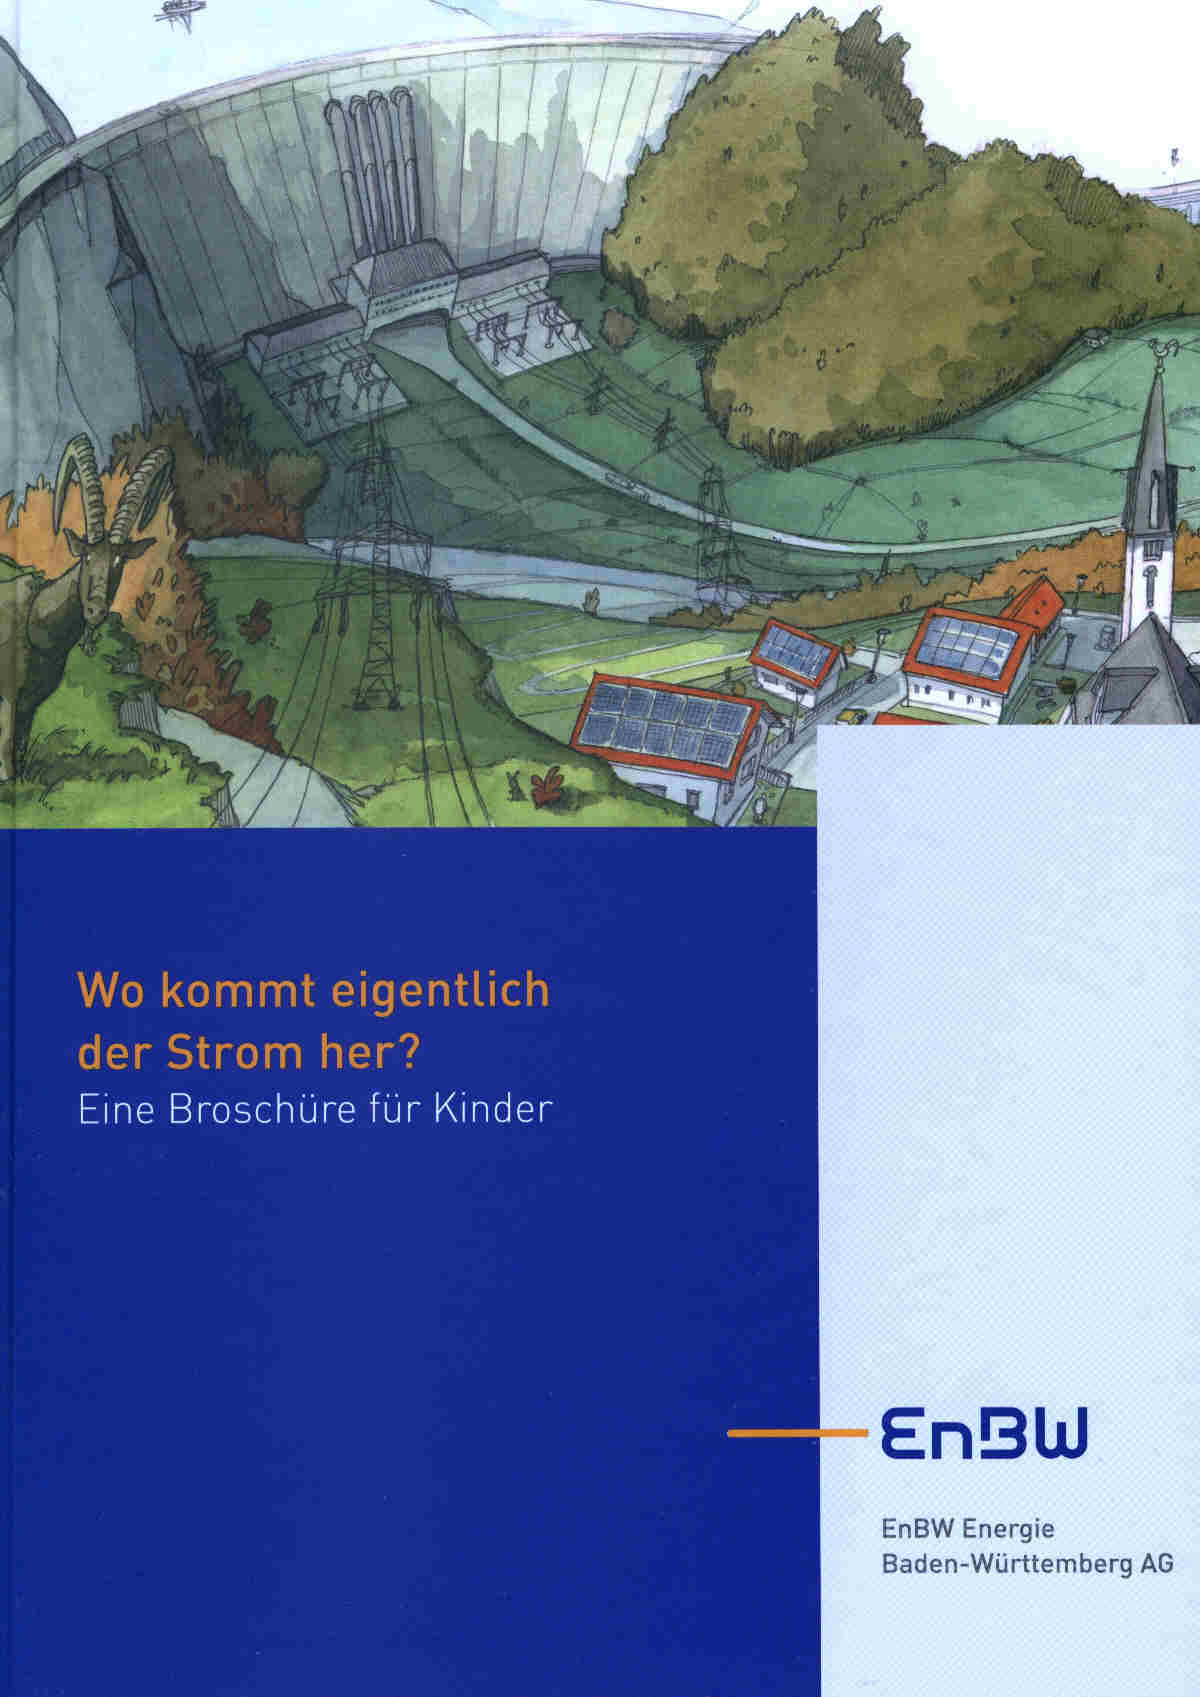 Wo kommt eigentlich
der Strom her?
Eine Broschüre für Kinder
EnBW
EnBW Energie
Baden-Württemberg AG